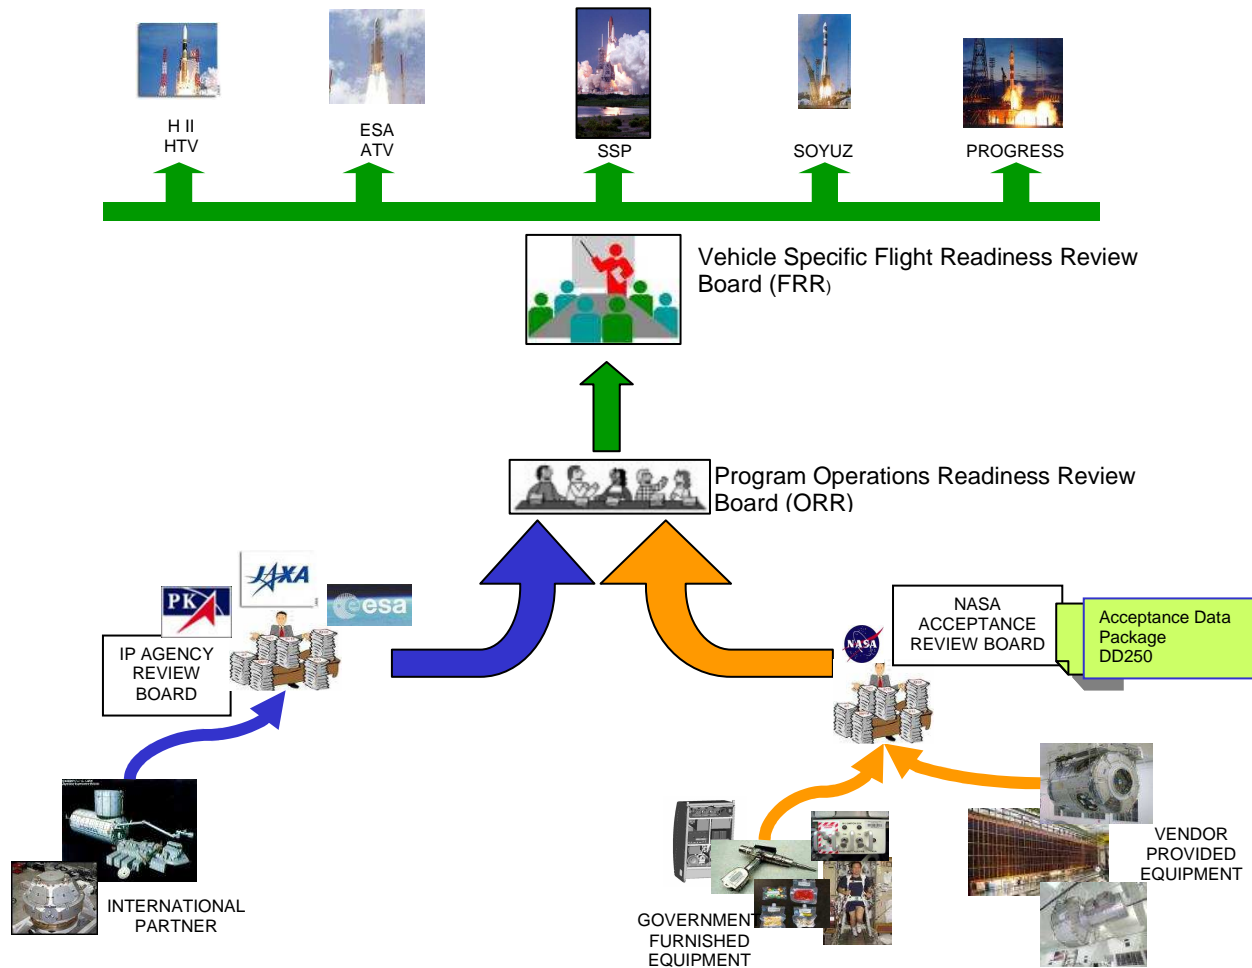 H II
HTV
ESA
ATV
SSP
SOYUZ
PROGRESS
Vehicle Specific Flight Readiness Review
Board (FRR)
Program Operations Readiness Review
Board (ORR)
JAXA
PK
esa
IP AGENCY
REVIEW
BOARD
NASA
NASA
ACCEPTANCE
REVIEW BOARD
Acceptance Data
Package
DD250
INTERNATIONAL
PARTNER
GOVERNMENT
FURNISHED
EQUIPMENT
VENDOR
PROVIDED
EQUIPMENT